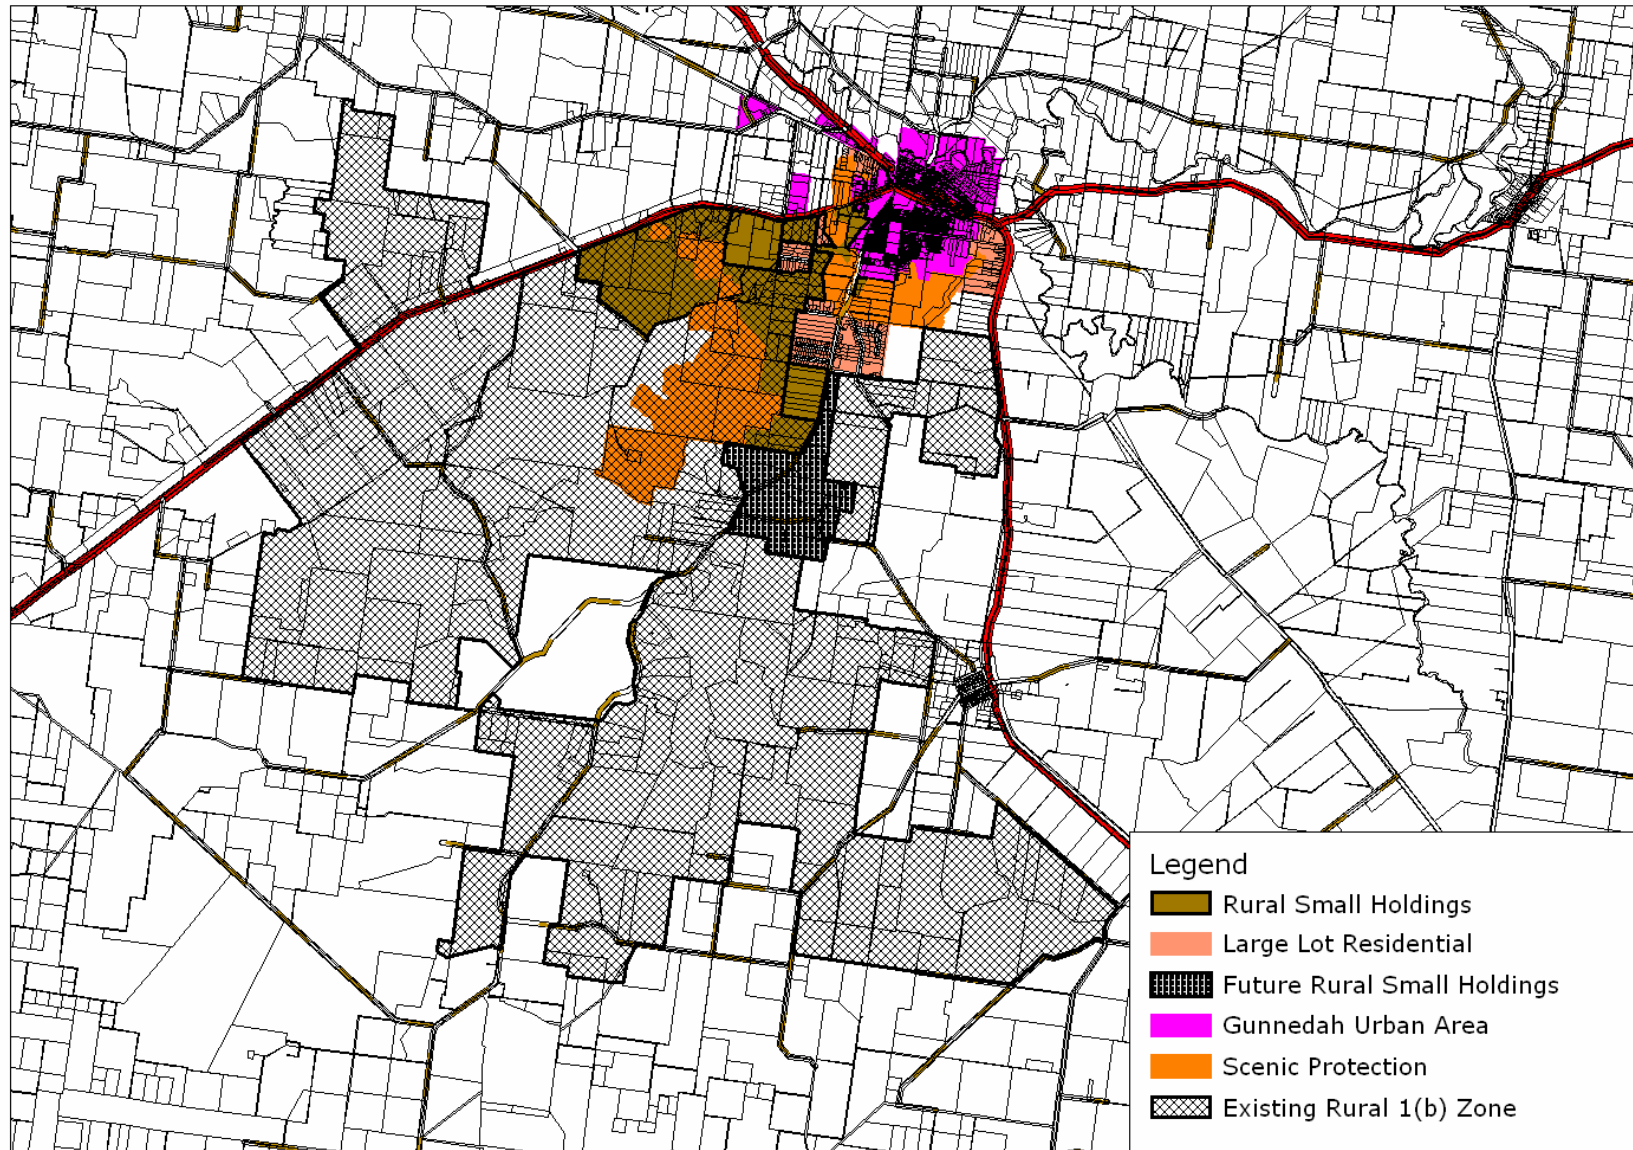 Legend
Rural Small Holdings
Large Lot Residential
Future Rural Small Holdings
Gunnedah Urban Area
Scenic Protection
Existing Rural 1(b) Zone